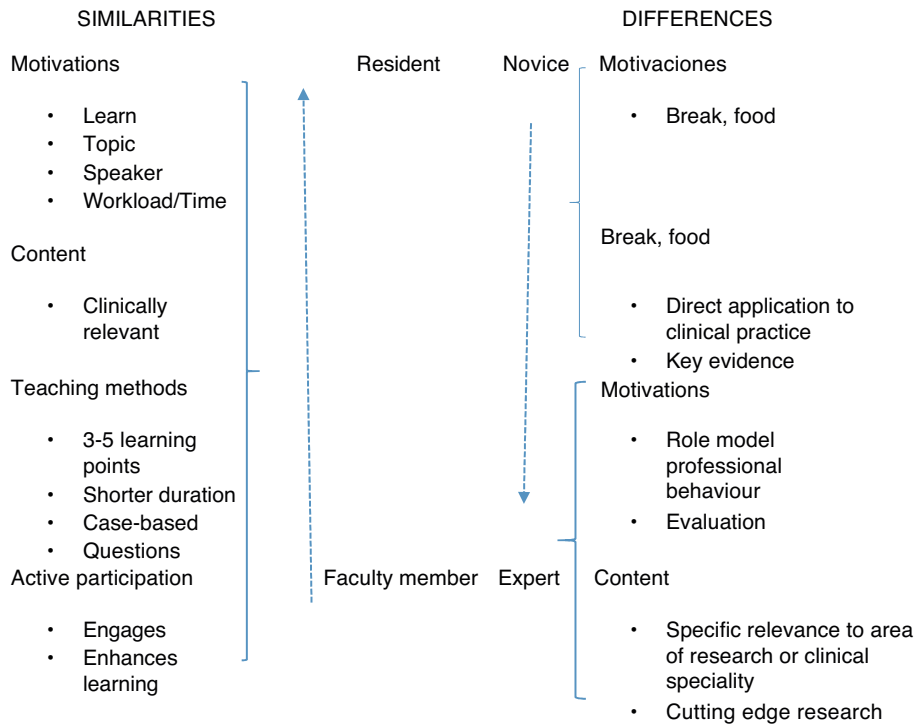 SIMILARITIES
Motivations
• Learn
• Topic
• Speaker
• Workload/Time
Content
• Clinically
relevant
Teaching methods
• 3-5 learning
points
• Shorter duration
• Case-based
• Questions
Active participation
• Engages
• Enhances
learning
Resident
Novice
Faculty member
Expert
DIFFERENCES
Motivaciones
• Break, food
Break, food
• Direct application to
clinical practice
• Key evidence
Motivations
• Role model
professional
behaviour
• Evaluation
Content
• Specific relevance to area
of research or clinical
speciality
• Cutting edge research